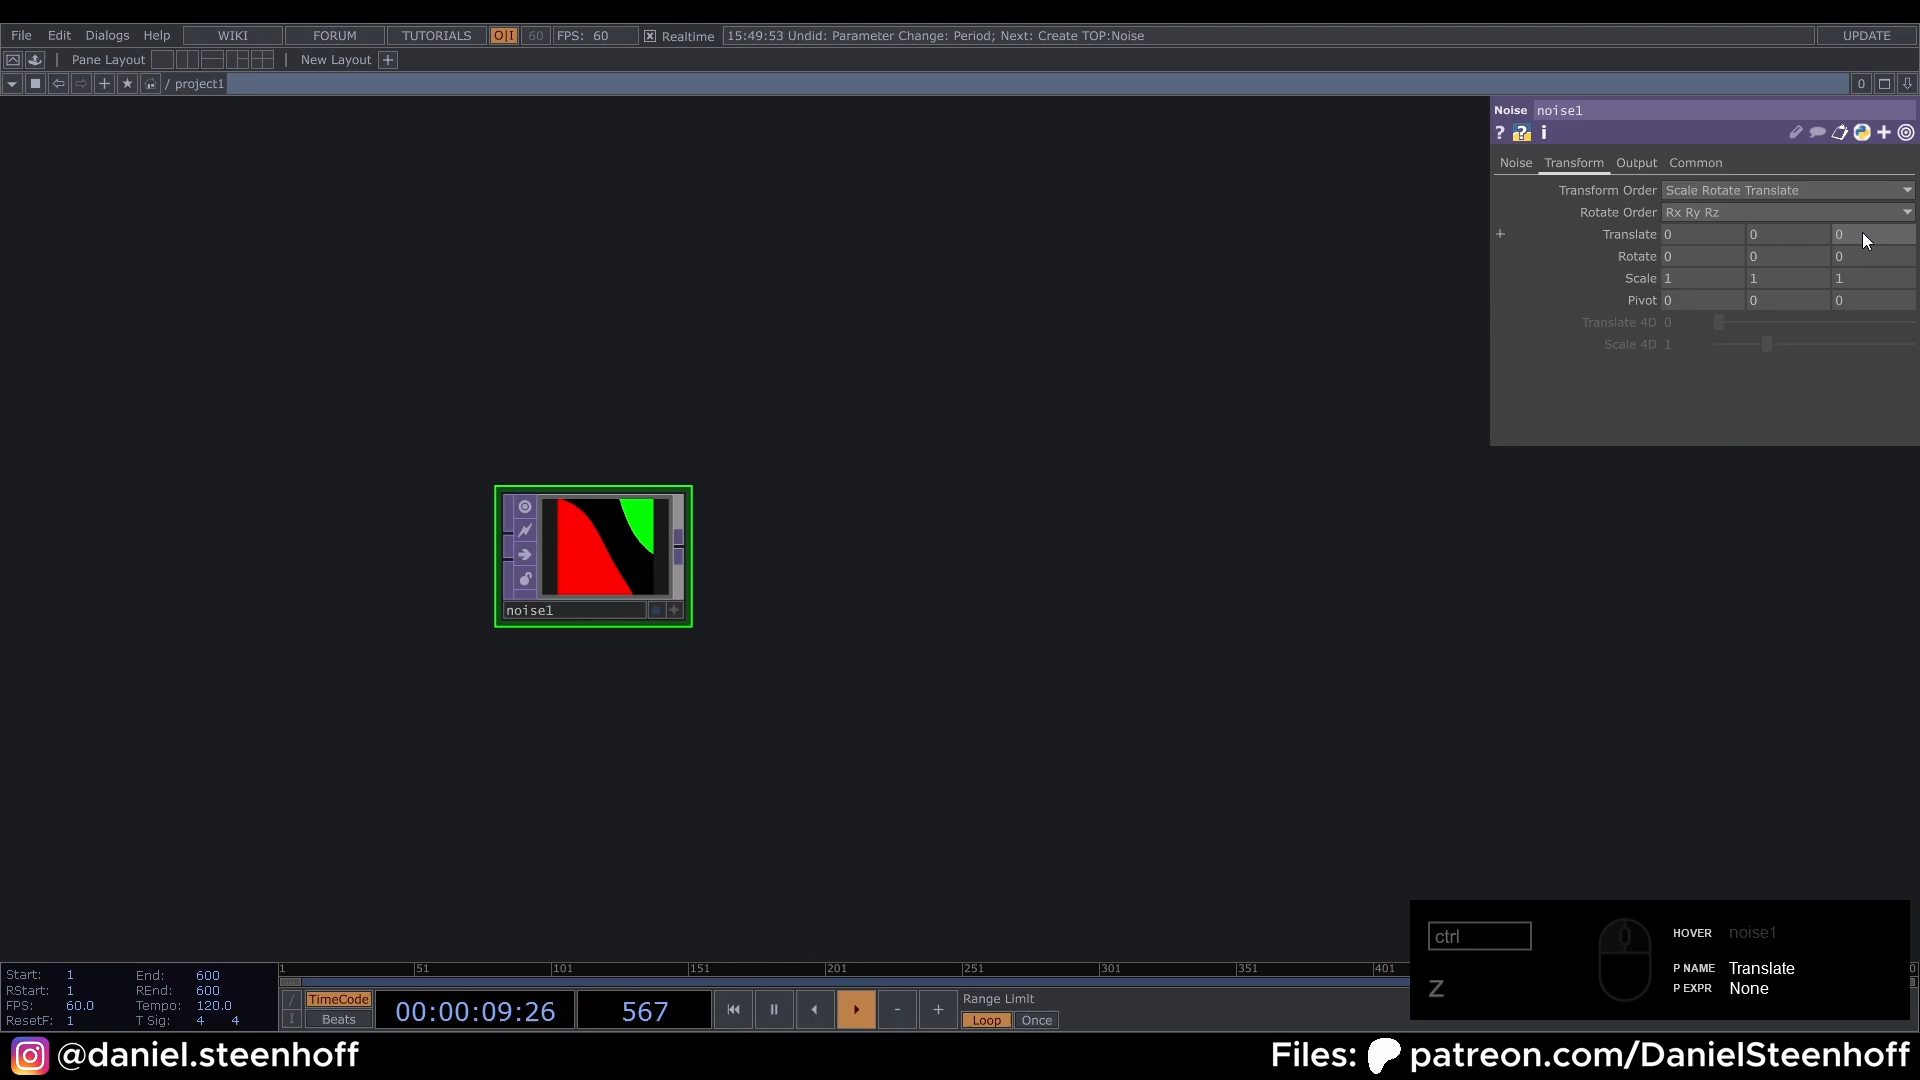 File Edit Dialogs Help WIKI FORUM TUTORIALS O|I 60 FPS: 60 Realtime 15:49:53 Undid: Parameter Change: Period; Next: Create TOP:Noise UPDATE
Pane Layout New Layout +
/ project1 0
Noise noise1
? ? i
Noise Transform Output Common
Transform Order Scale Rotate Translate
Rotate Order Rx Ry Rz
+ Translate 0 0 0
Rotate 0 0 0
Scale 1 1 1
Pivot 0 0 0
Translate 4D 0
Scale 4D 1
noise1
ctrl
Z
HOVER noise1
P NAME Translate
P EXPR None
1 51 101 151 201 251 301 351 401
Start: 1 End: 600
RStart: 1 REnd: 600
FPS: 60.0 Tempo: 120.0
ResetF: 1 T Sig: 4 4
TimeCode
Beats
00:00:09:26 567
- +
Range Limit
Loop Once
@daniel.steenhoff
Files: patreon.com/DanielSteenhoff